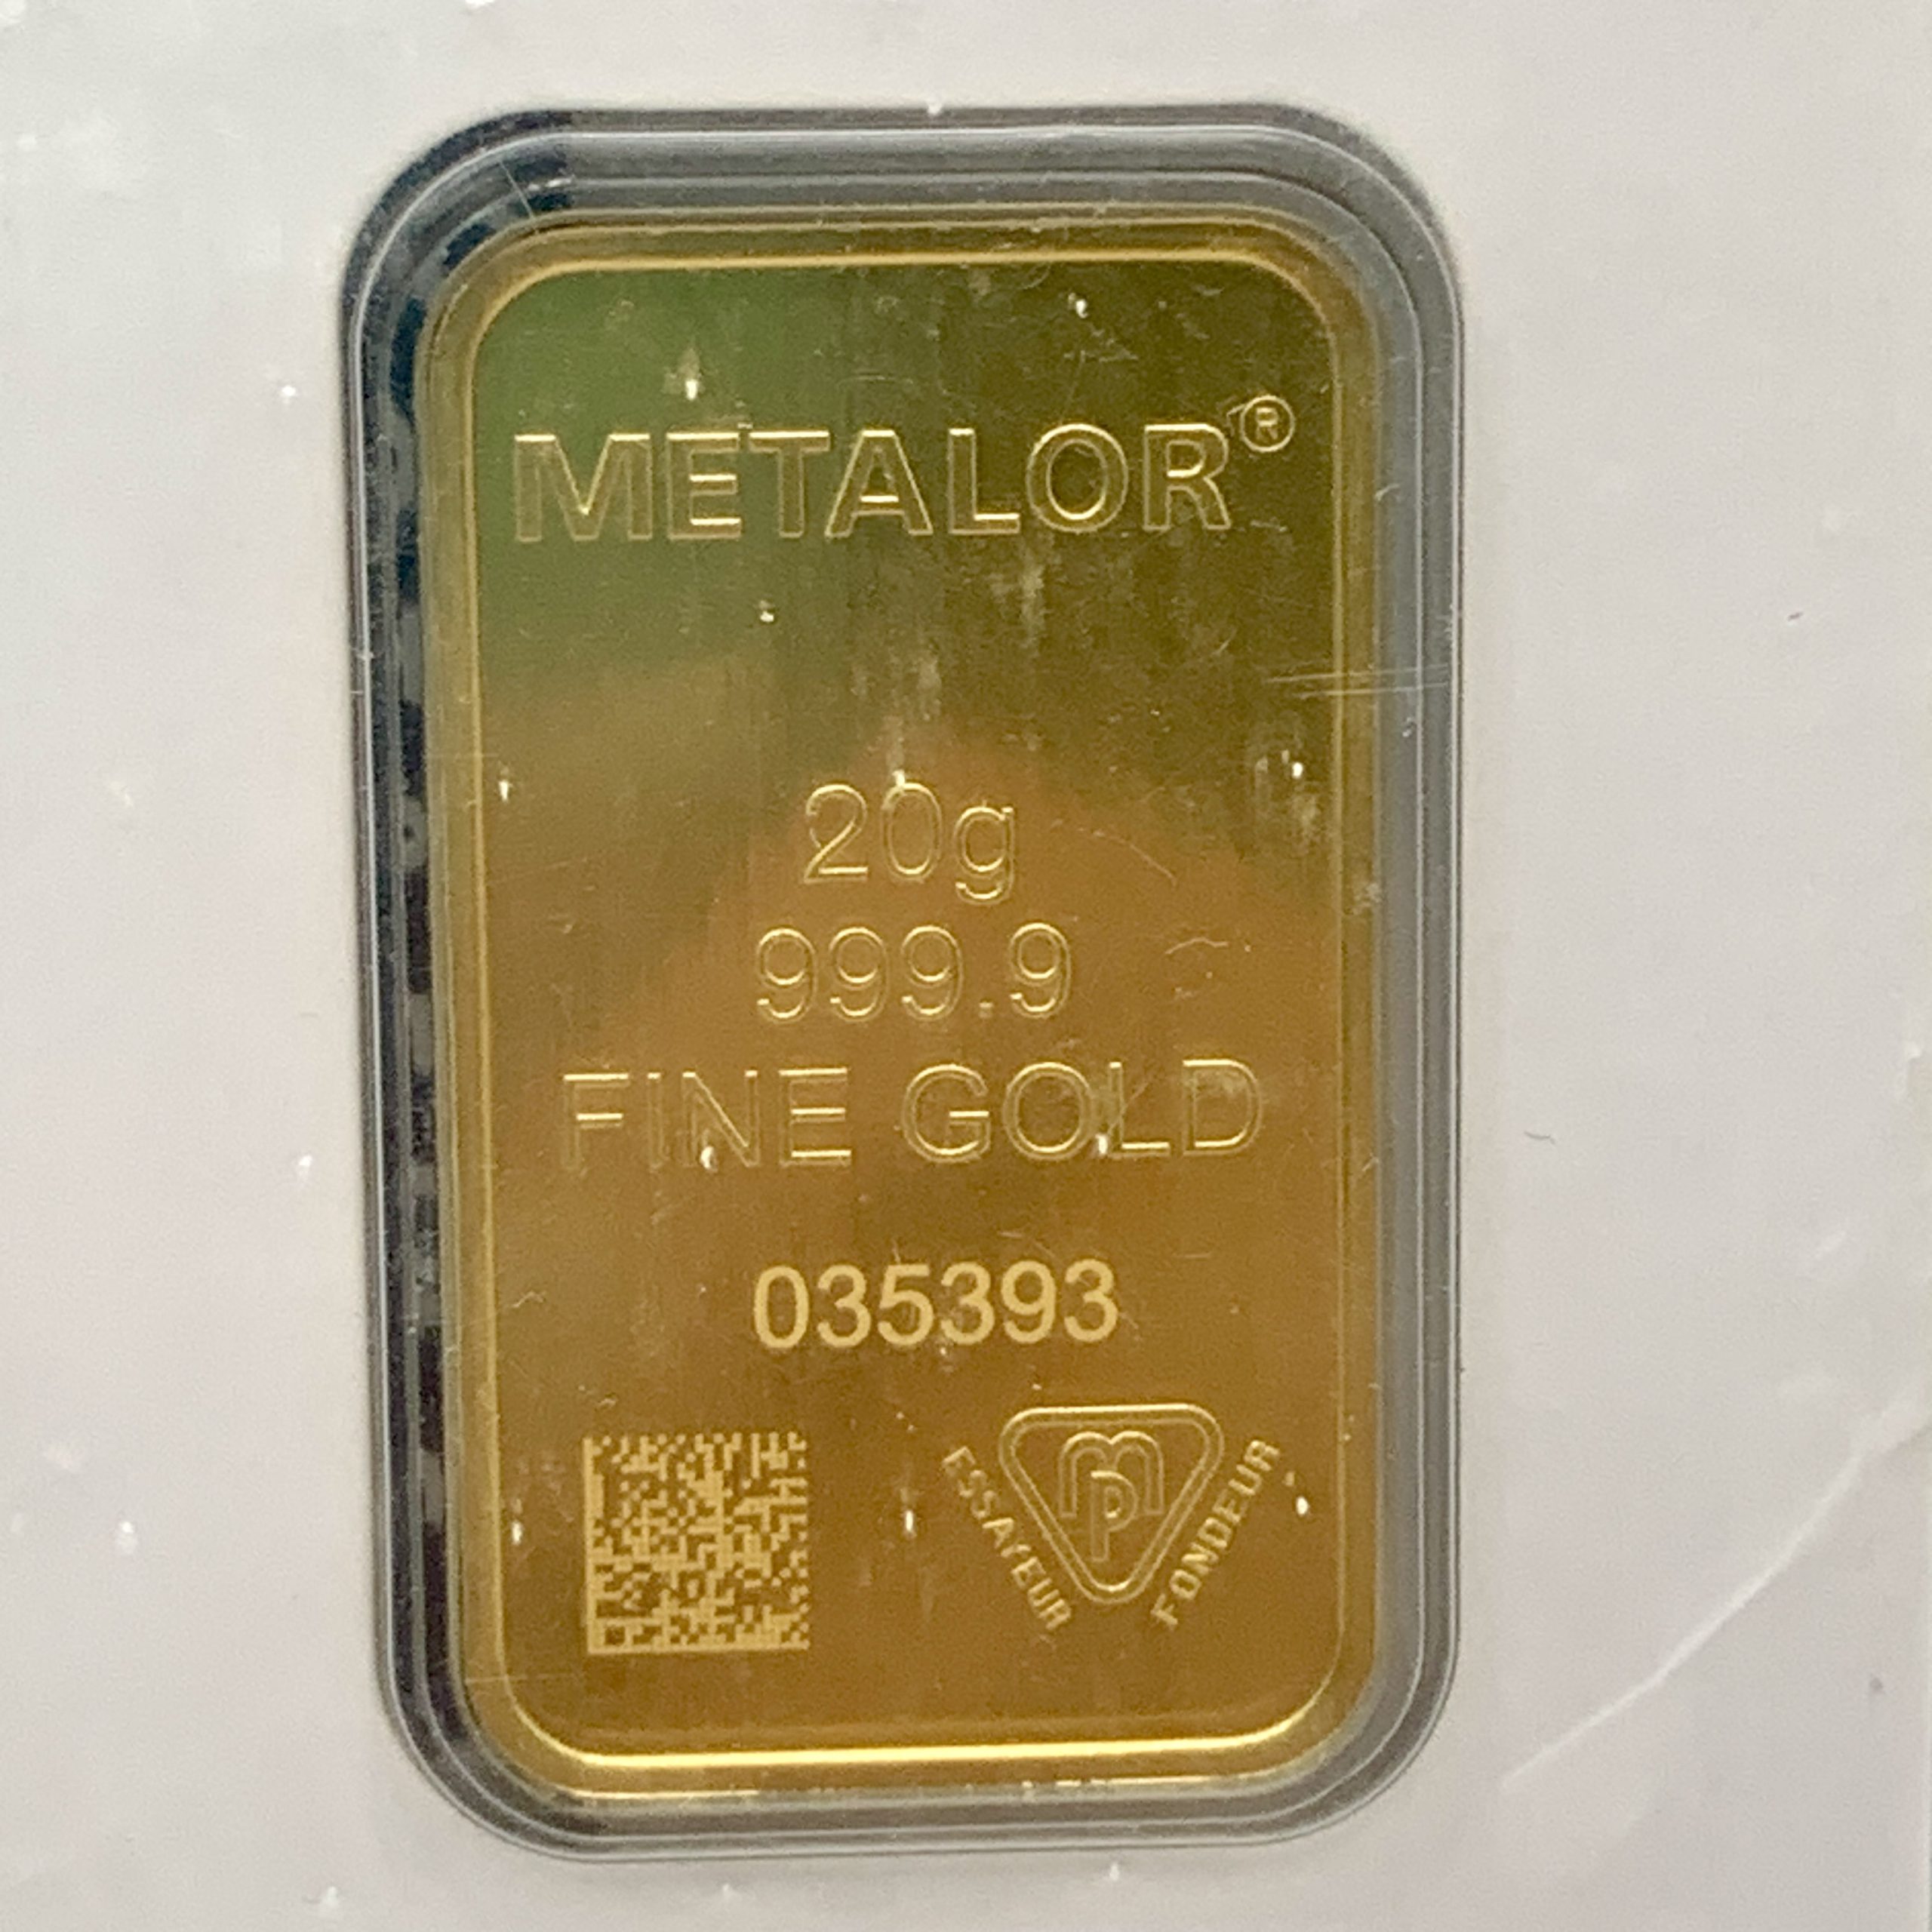 METALOR®
20g
999.9
FINE GOLD
035393
mp
ESSAYEUR FONDEUR